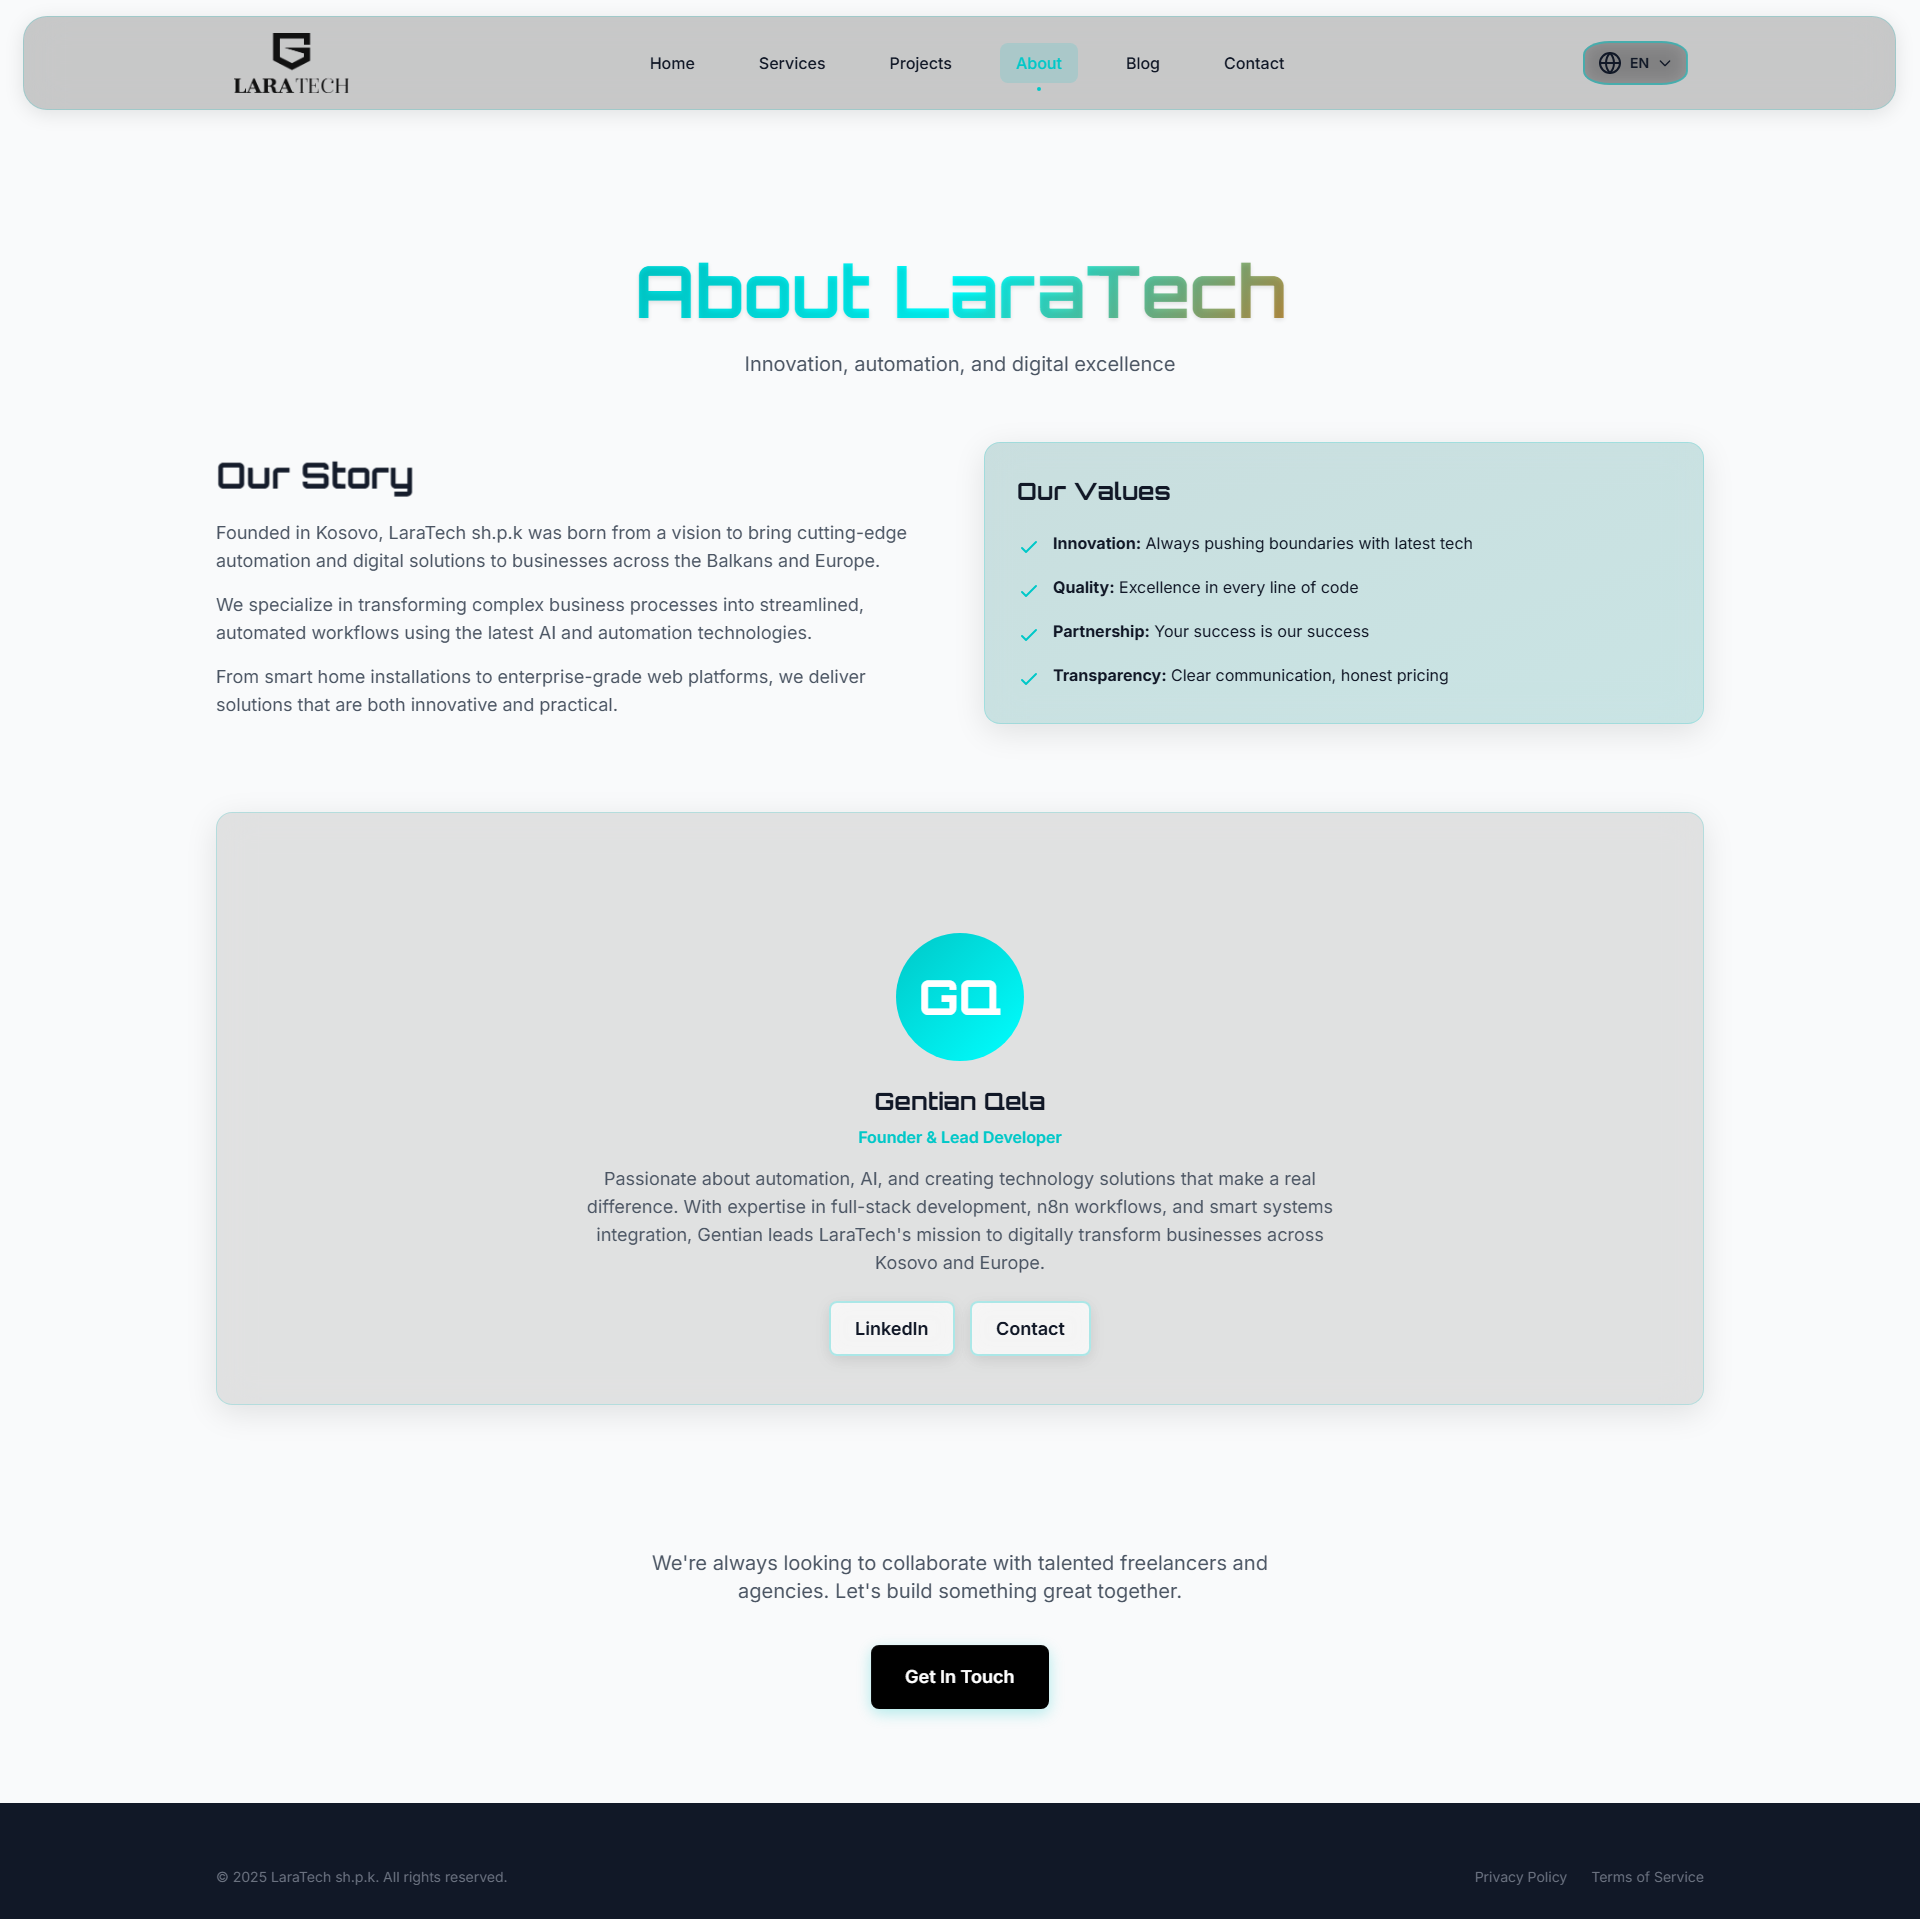 LARATECH
Home
Services
Projects
About
Blog
Contact
EN
About LaraTech
Innovation, automation, and digital excellence
Our Story
Founded in Kosovo, LaraTech sh.p.k was born from a vision to bring cutting-edge
automation and digital solutions to businesses across the Balkans and Europe.
We specialize in transforming complex business processes into streamlined,
automated workflows using the latest AI and automation technologies.
From smart home installations to enterprise-grade web platforms, we deliver
solutions that are both innovative and practical.
Our Values
Innovation: Always pushing boundaries with latest tech
Quality: Excellence in every line of code
Partnership: Your success is our success
Transparency: Clear communication, honest pricing
GQ
Gentian Qela
Founder & Lead Developer
Passionate about automation, AI, and creating technology solutions that make a real
difference. With expertise in full-stack development, n8n workflows, and smart systems
integration, Gentian leads LaraTech's mission to digitally transform businesses across
Kosovo and Europe.
LinkedIn
Contact
We're always looking to collaborate with talented freelancers and
agencies. Let's build something great together.
Get In Touch
© 2025 LaraTech sh.p.k. All rights reserved.
Privacy Policy
Terms of Service